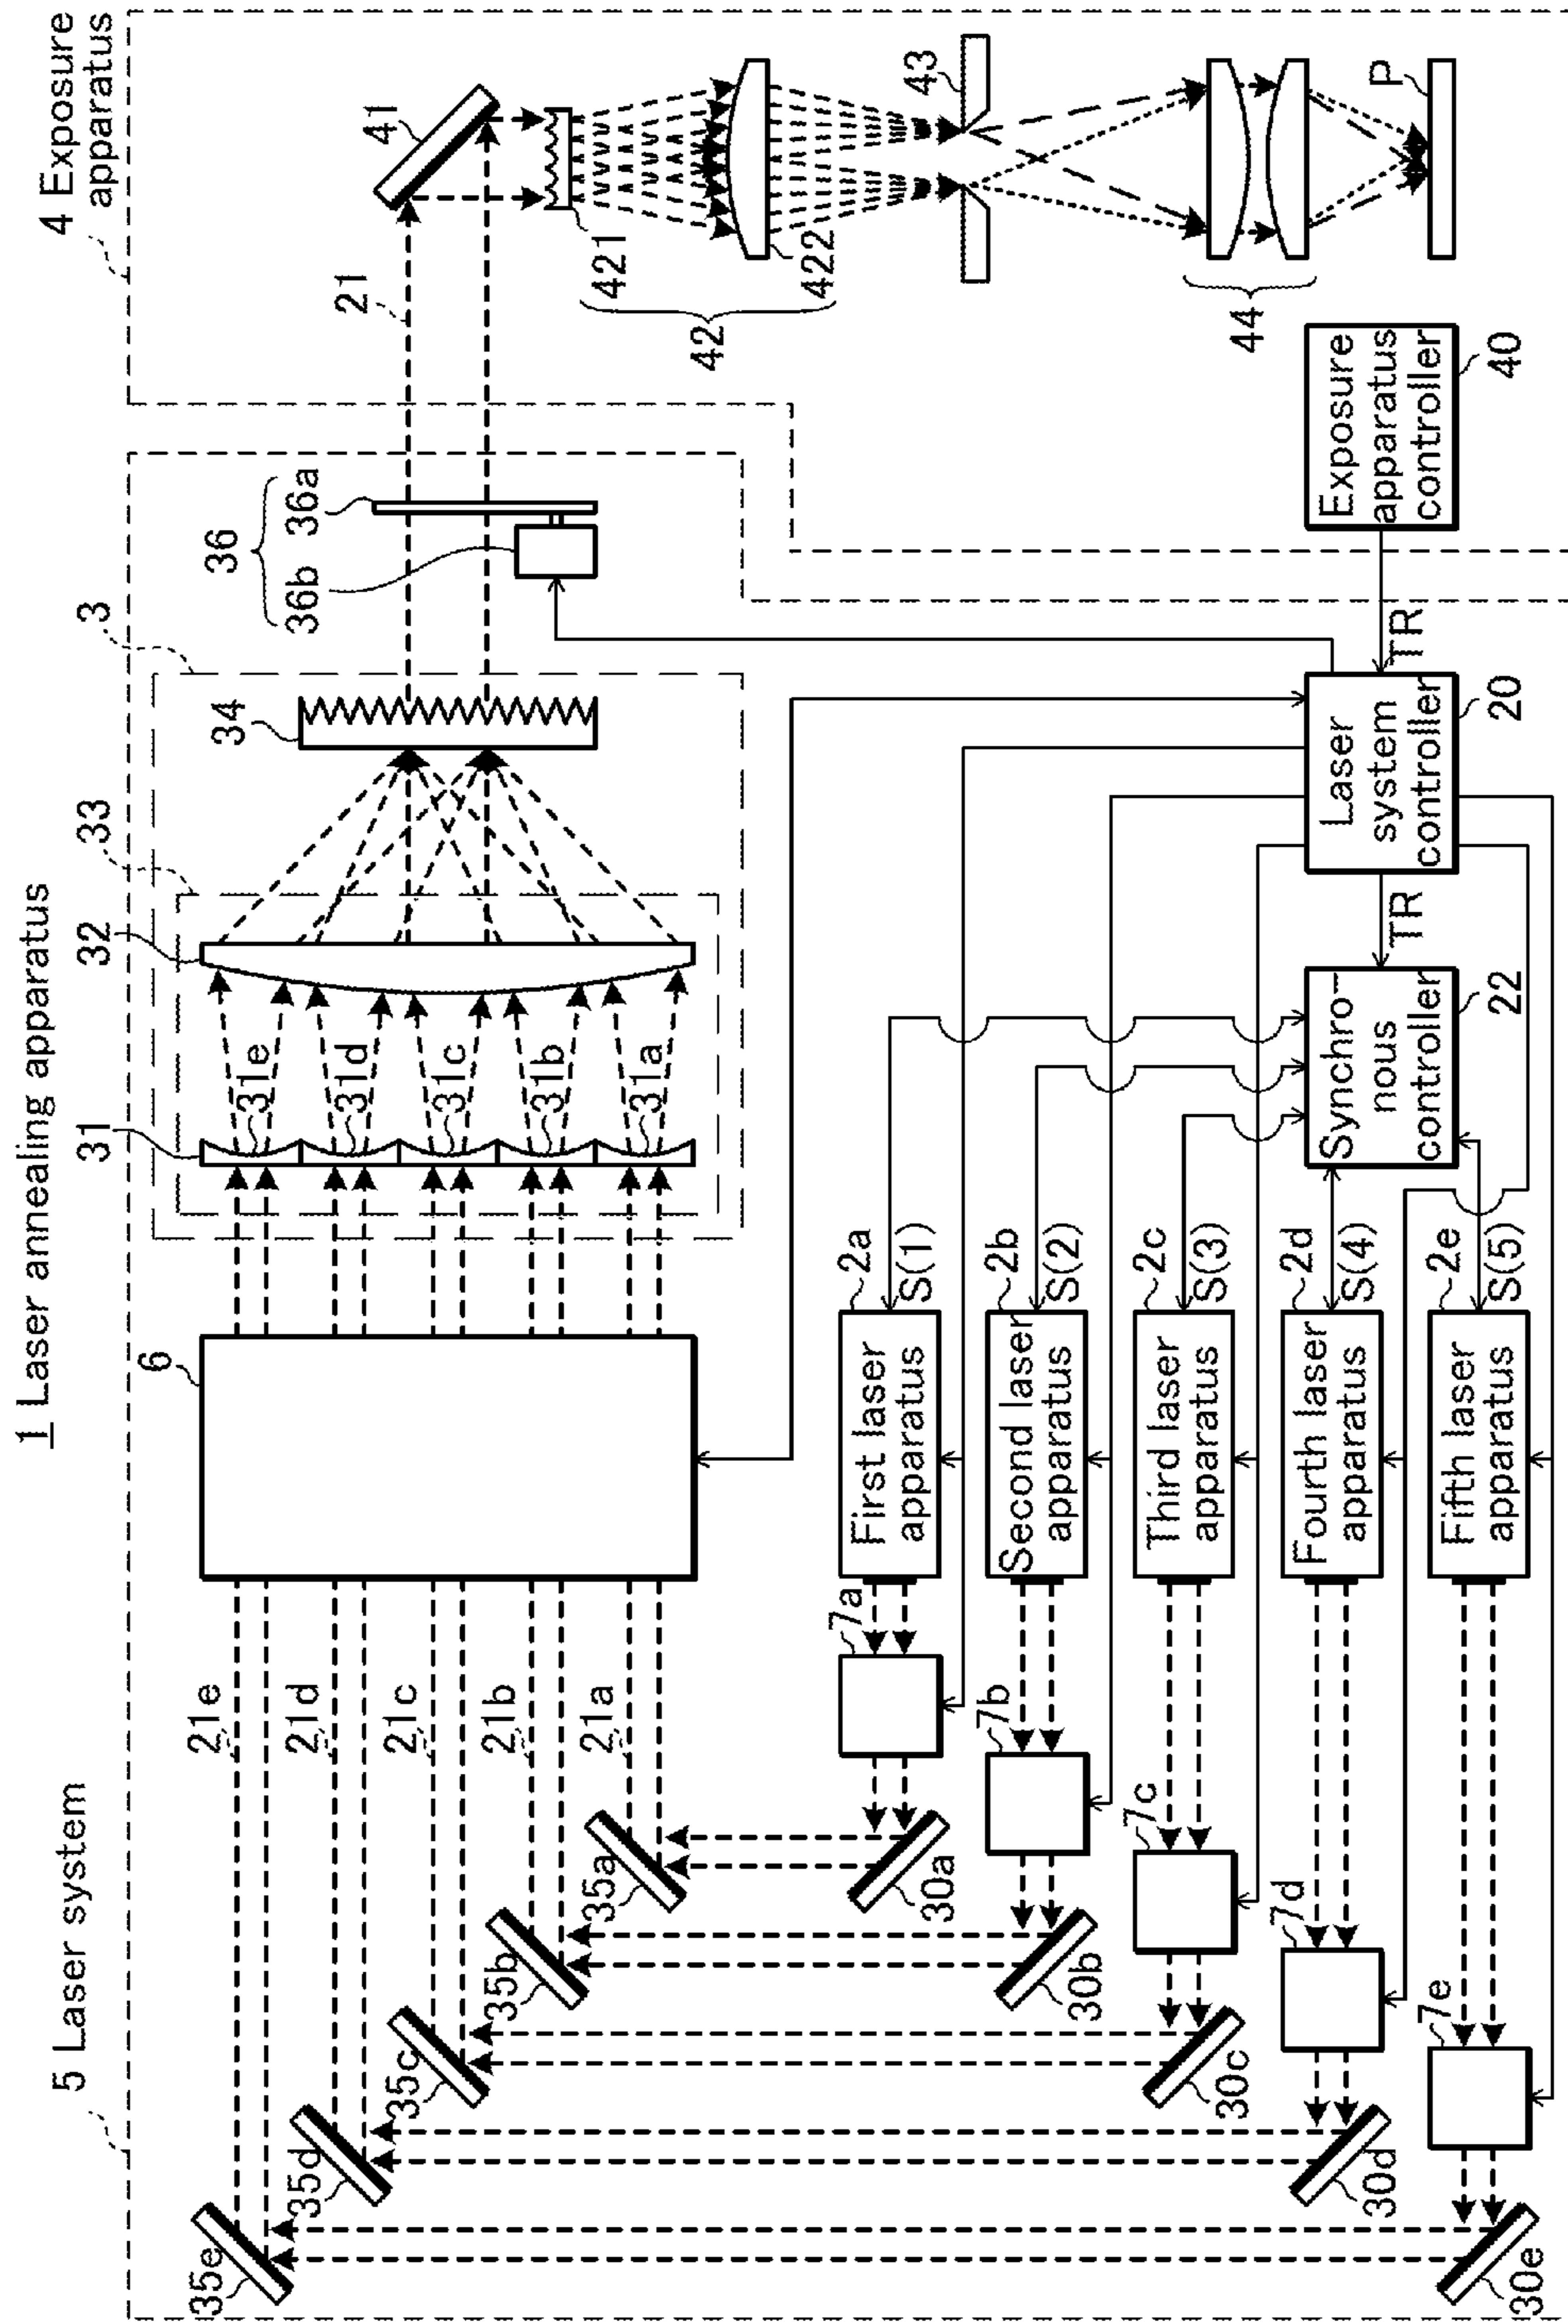 1 Laser annealing apparatus
5 Laser system
4 Exposure
apparatus
3
33
32
31
31e
31d
31c
31b
31a
34
36
36b
36a
21
41
421
422
42
43
44
P
6
21e
21d
21c
21b
21a
35e
35d
35c
35b
35a
30e
30d
30c
30b
30a
7a
7b
7c
7d
7e
First laser
apparatus
2a
S(1)
Second laser
apparatus
2b
S(2)
Third laser
apparatus
2c
S(3)
Fourth laser
apparatus
2d
S(4)
Fifth laser
apparatus
2e
S(5)
Synchro-
nous
controller
22
TR
Laser
system
controller
20
TR
Exposure
apparatus
controller
40